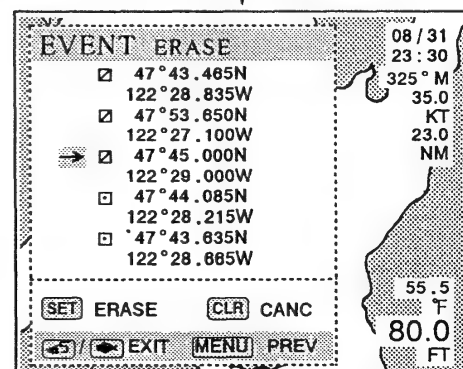 EVENT ERASE
47°43.465N
122°28.835W
47°53.650N
122°27.100W
47°45.000N
122°29.000W
47°44.085N
122°28.215W
47°43.635N
122°28.665W
SET ERASE CLR CANC
/ EXIT MENU PREV
08/31
23:30
325°M
35.0
KT
23.0
NM
55.5
°F
80.0
FT